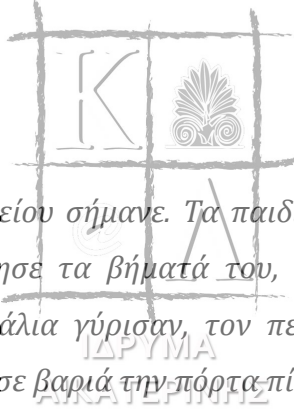 Κ
είου σήμανε. Τα παιδ
Λ
ησε τα βήματά του,
άλια γύρισαν, τον πε
ΙΔΡΥΜΑ
σε βαριά την πόρτα πί
ΑΙΚΑΤΕΡΙΝΗΣ